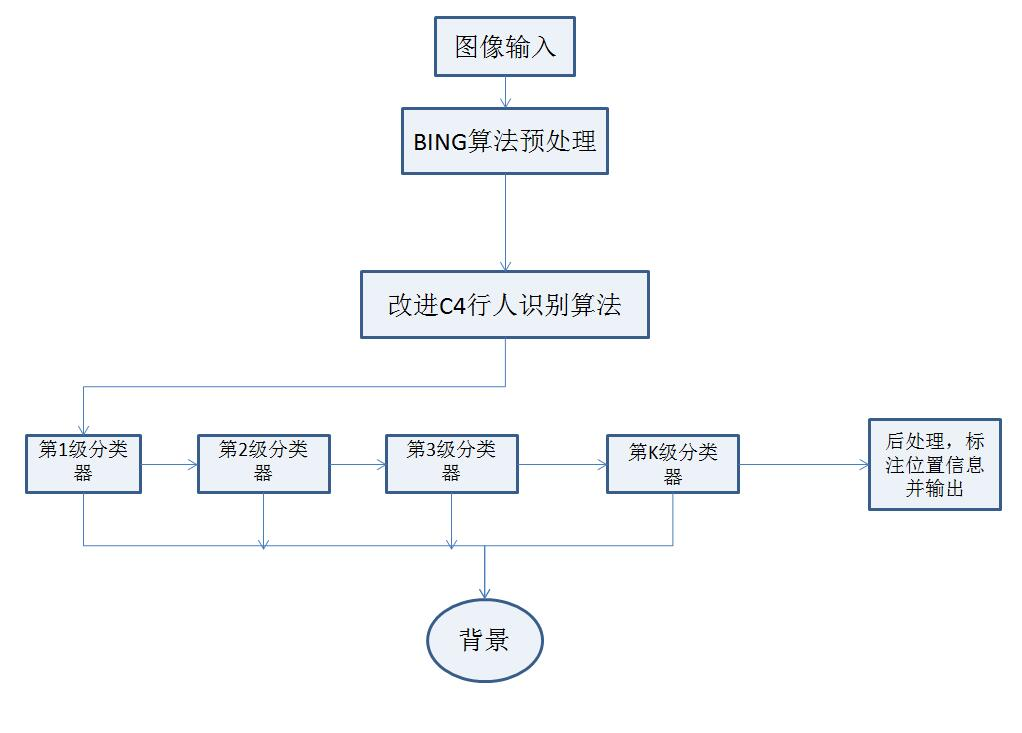 图像输入
BING算法预处理
改进C4行人识别算法
第1级分类
器
第2级分类
器
第3级分类
器
第K级分类
器
后处理，标
注位置信息
并输出
背景